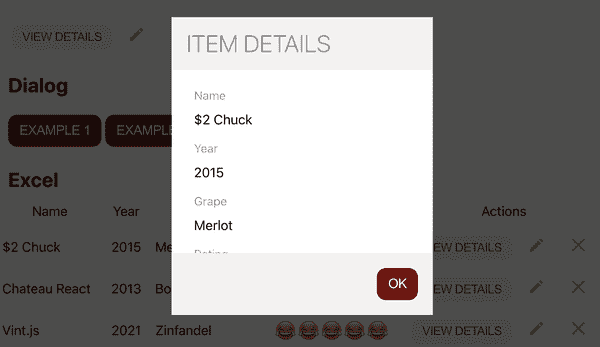 VIEW DETAILS
Dialog
EXAMPLE 1 EXAMPLE
Excel
Name Year Actions
$2 Chuck 2015 Me VIEW DETAILS
Chateau React 2013 Bo VIEW DETAILS
Vint.js 2021 Zinfandel VIEW DETAILS
ITEM DETAILS
Name
$2 Chuck
Year
2015
Grape
Merlot
OK